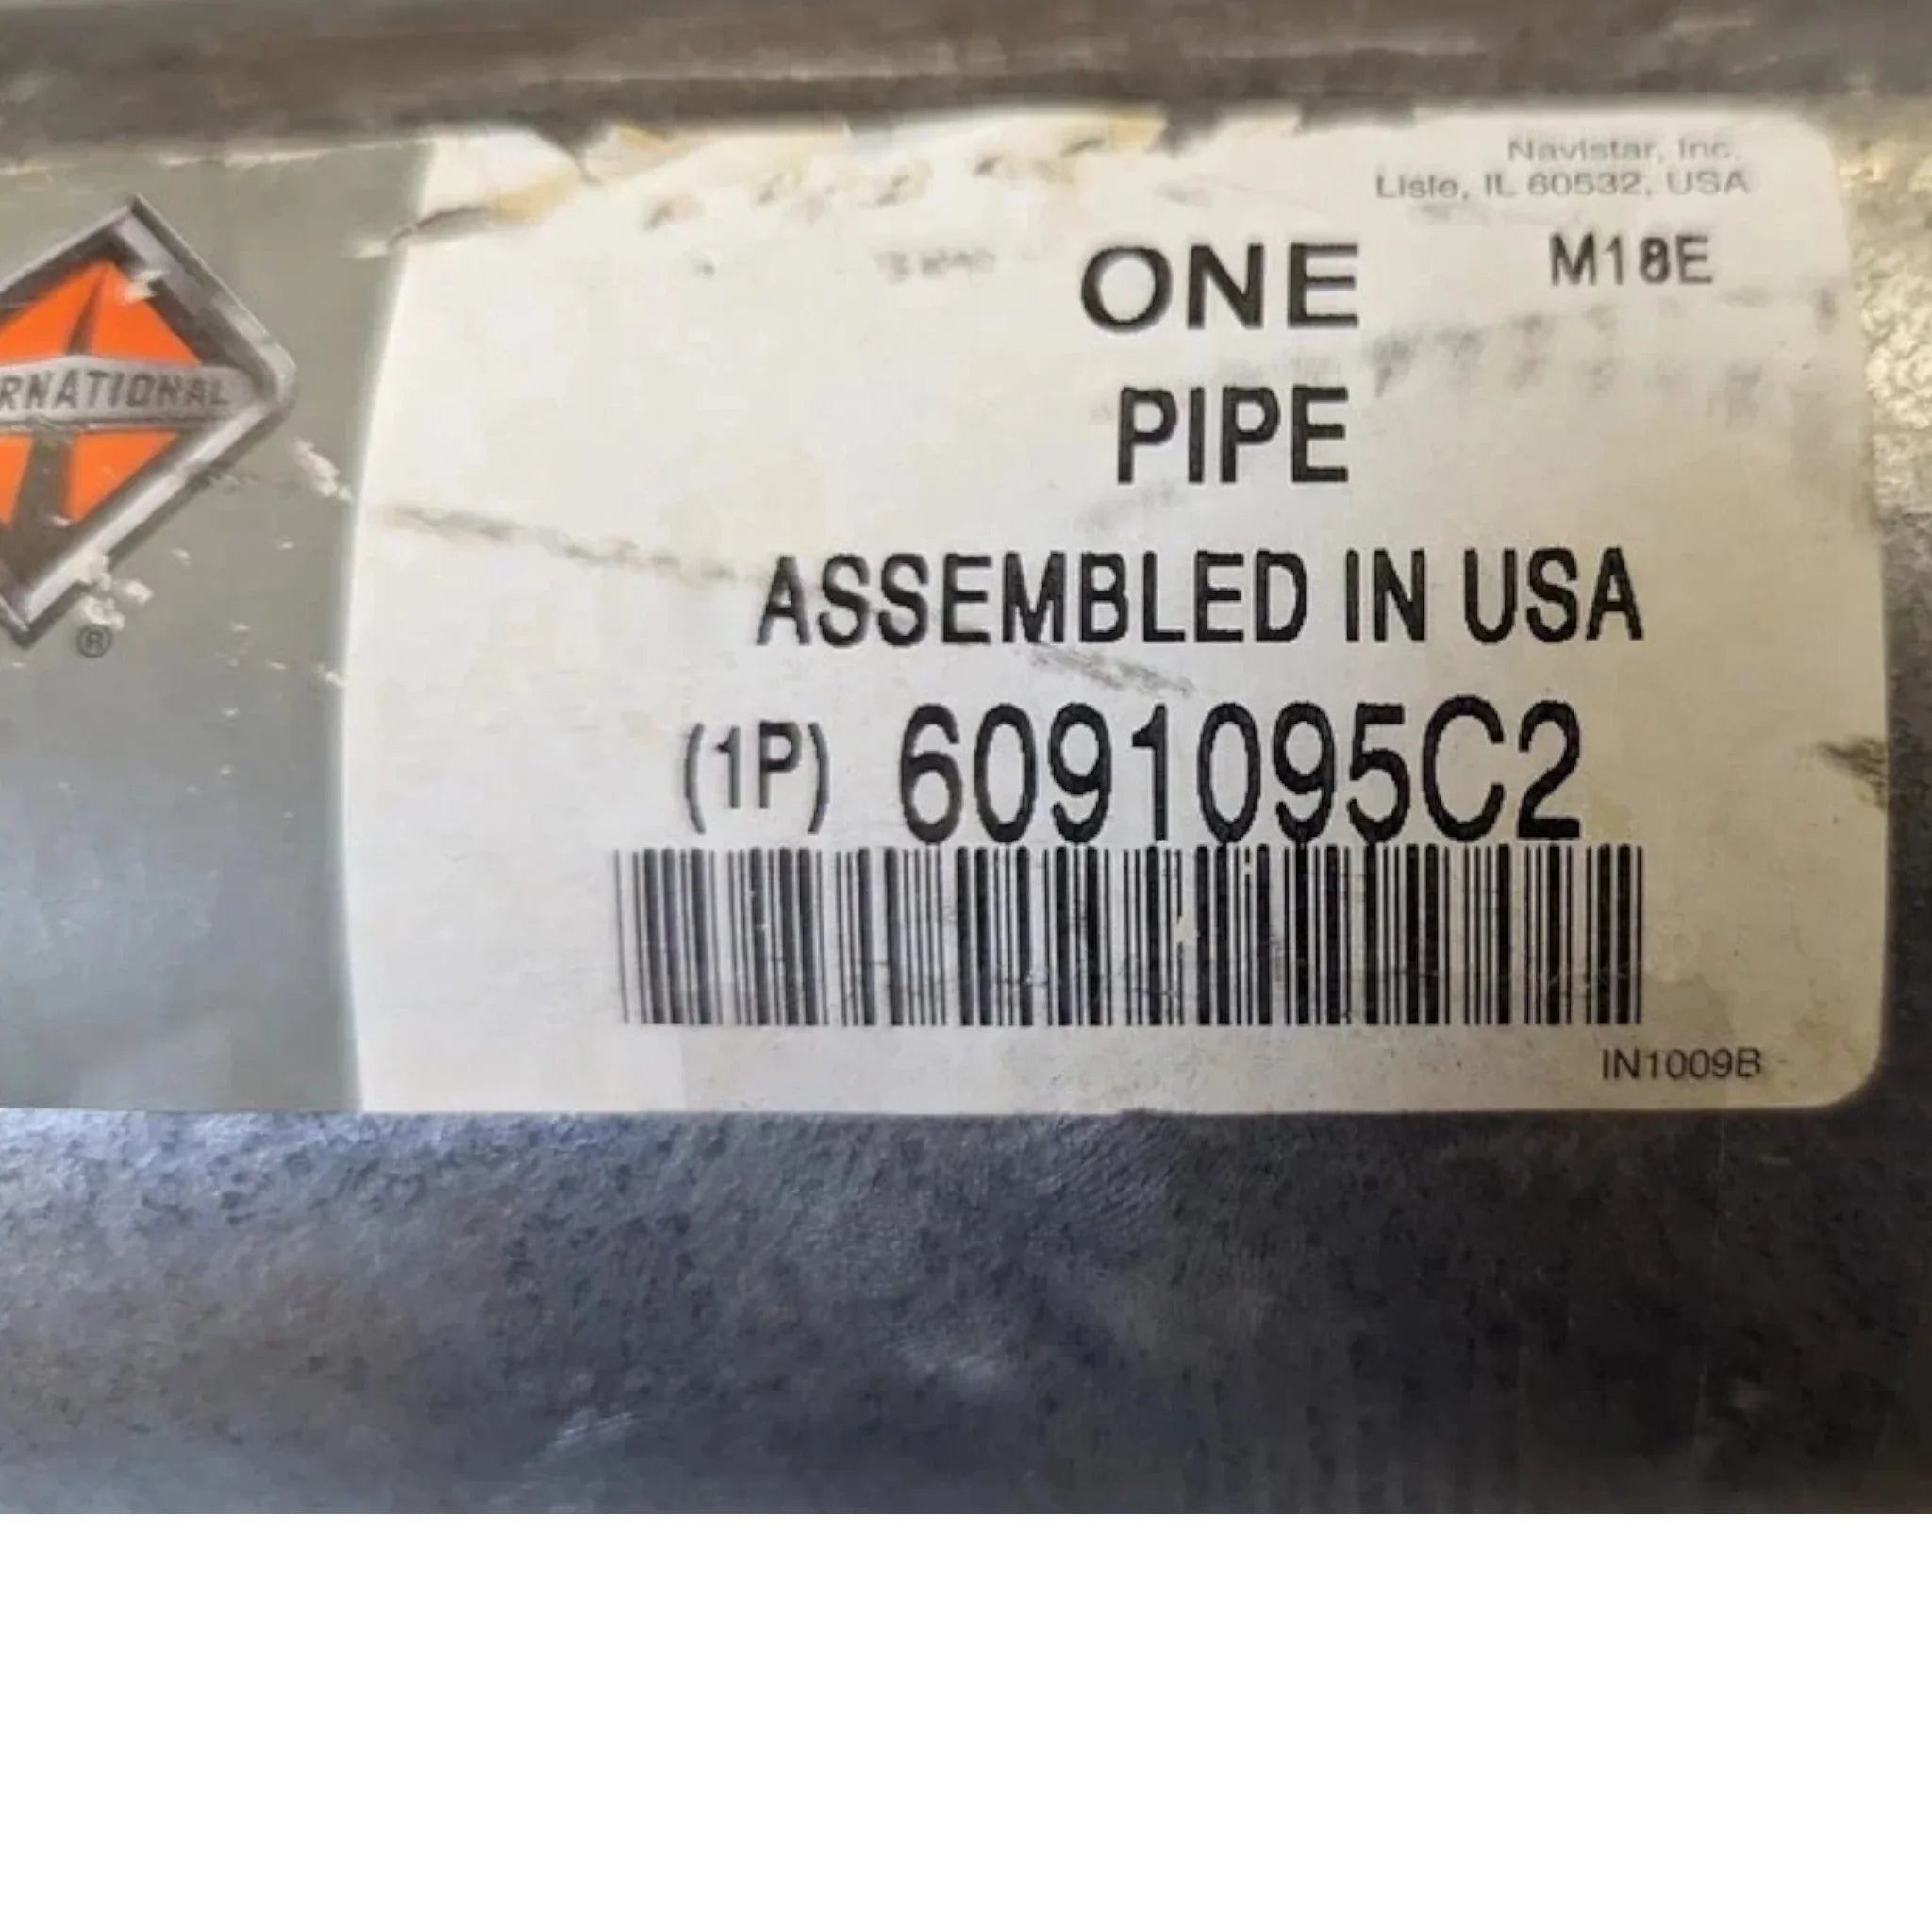 Navistar, Inc.
Lisle, IL 60532, USA
ONE
M18E
PIPE
RNATIONAL
®
ASSEMBLED IN USA
(1P) 6091095C2
IN1009B